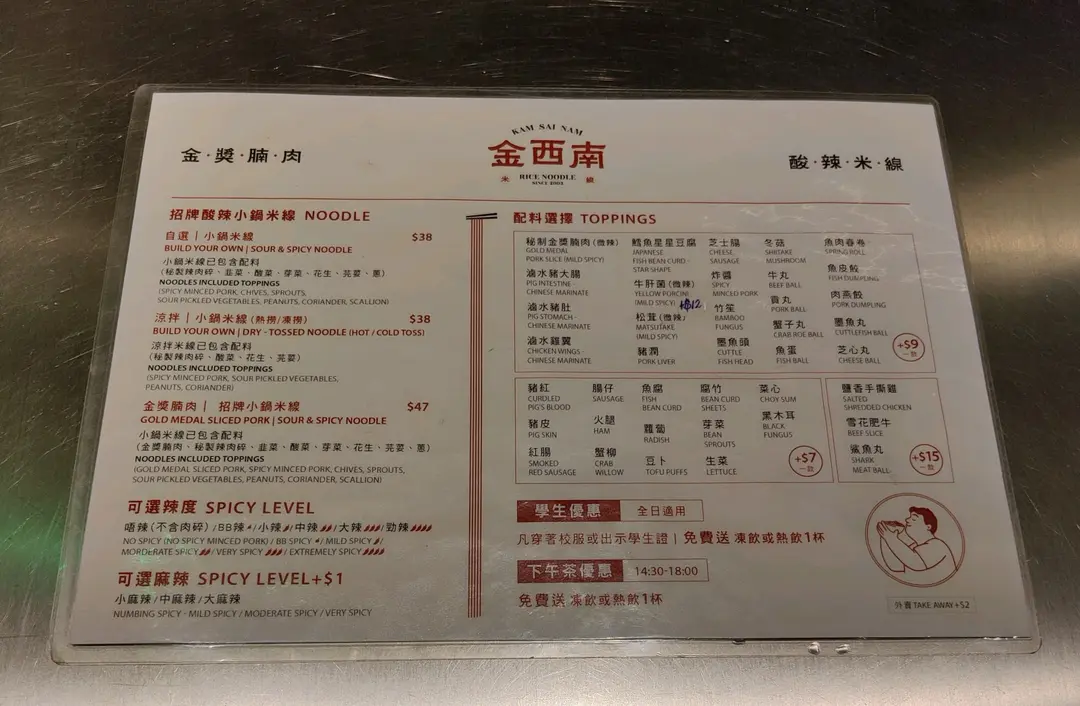 金·獎·腩·肉
KAM SAI NAM
金西南
米 線
RICE NOODLE
SINCE 2003
酸·辣·米·線
招牌酸辣小鍋米線 NOODLE
自選 | 小鍋米線 $38
BUILD YOUR OWN | SOUR & SPICY NOODLE
小鍋米線已包含配料
(秘製辣肉碎、韮菜、酸菜、芽菜、花生、芫荽、蔥)
NOODLES INCLUDED TOPPINGS
(SPICY MINCED PORK, CHIVES, SPROUTS,
SOUR PICKLED VEGETABLES, PEANUTS, CORIANDER, SCALLION)
涼拌 | 小鍋米線(熱撈/凍撈) $38
BUILD YOUR OWN | DRY - TOSSED NOODLE (HOT / COLD TOSS)
涼拌米線已包含配料
(秘製辣肉碎、酸菜、花生、芫荽)
NOODLES INCLUDED TOPPINGS
(SPICY MINCED PORK, SOUR PICKLED VEGETABLES,
PEANUTS, CORIANDER)
金獎腩肉 | 招牌小鍋米線 $47
GOLD MEDAL SLICED PORK | SOUR & SPICY NOODLE
小鍋米線已包含配料
(金獎腩肉、秘製辣肉碎、韮菜、酸菜、芽菜、花生、芫荽、蔥)
NOODLES INCLUDED TOPPINGS
(GOLD MEDAL SLICED PORK, SPICY MINCED PORK, CHIVES, SPROUTS,
SOUR PICKLED VEGETABLES, PEANUTS, CORIANDER, SCALLION)
可選辣度 SPICY LEVEL
唔辣(不含肉碎) / BB辣 / 小辣 / 中辣 / 大辣 / 勁辣
NO SPICY (NO SPICY MINCED PORK) / BB SPICY / MILD SPICY /
MORDERATE SPICY / VERY SPICY / EXTREMELY SPICY
可選麻辣 SPICY LEVEL+$1
小麻辣 / 中麻辣 / 大麻辣
NUMBING SPICY - MILD SPICY / MODERATE SPICY / VERY SPICY
配料選擇 TOPPINGS
秘制金獎腩肉(微辣)
GOLD MEDAL
PORK SLICE (MILD SPICY)
滷水豬大腸
PIG INTESTINE -
CHINESE MARINATE
滷水豬肚
PIG STOMACH -
CHINESE MARINATE
滷水雞翼
CHICKEN WINGS -
CHINESE MARINATE
鱈魚星星豆腐
JAPANESE
FISH BEAN CURD -
STAR SHAPE
牛肝菌(微辣)
YELLOW PORCINI
(MILD SPICY) $12
松茸(微辣)
MATSUTAKE
(MILD SPICY)
豬潤
PORK LIVER
芝士腸
CHEESE
SAUSAGE
炸醬
SPICY
MINCED PORK
竹笙
BAMBOO
FUNGUS
墨魚頭
CUTTLE
FISH HEAD
冬菇
SHIITAKE
MUSHROOM
牛丸
BEEF BALL
貢丸
PORK BALL
蟹子丸
CRAB ROE BALL
魚蛋
FISH BALL
魚肉春卷
SPRING ROLL
魚皮餃
FISH DUMPLING
肉燕餃
PORK DUMPLING
墨魚丸
CUTTLEFISH BALL
芝心丸
CHEESE BALL
+$9
一款
豬紅
CURDLED
PIG'S BLOOD
豬皮
PIG SKIN
紅腸
SMOKED
RED SAUSAGE
腸仔
SAUSAGE
火腿
HAM
蟹柳
CRAB
WILLOW
魚腐
FISH
BEAN CURD
蘿蔔
RADISH
豆卜
TOFU PUFFS
腐竹
BEAN CURD
SHEETS
芽菜
BEAN
SPROUTS
生菜
LETTUCE
菜心
CHOY SUM
黑木耳
BLACK
FUNGUS
+$7
一款
鹽香手撕雞
SALTED
SHREDDED CHICKEN
雪花肥牛
BEEF SLICE
鯊魚丸
SHARK
MEAT BALL
+$15
一款
學生優惠 全日適用
凡穿著校服或出示學生證 | 免費送 凍飲或熱飲1杯
下午茶優惠 14:30-18:00
免費送 凍飲或熱飲1杯
外賣 TAKE AWAY +$2